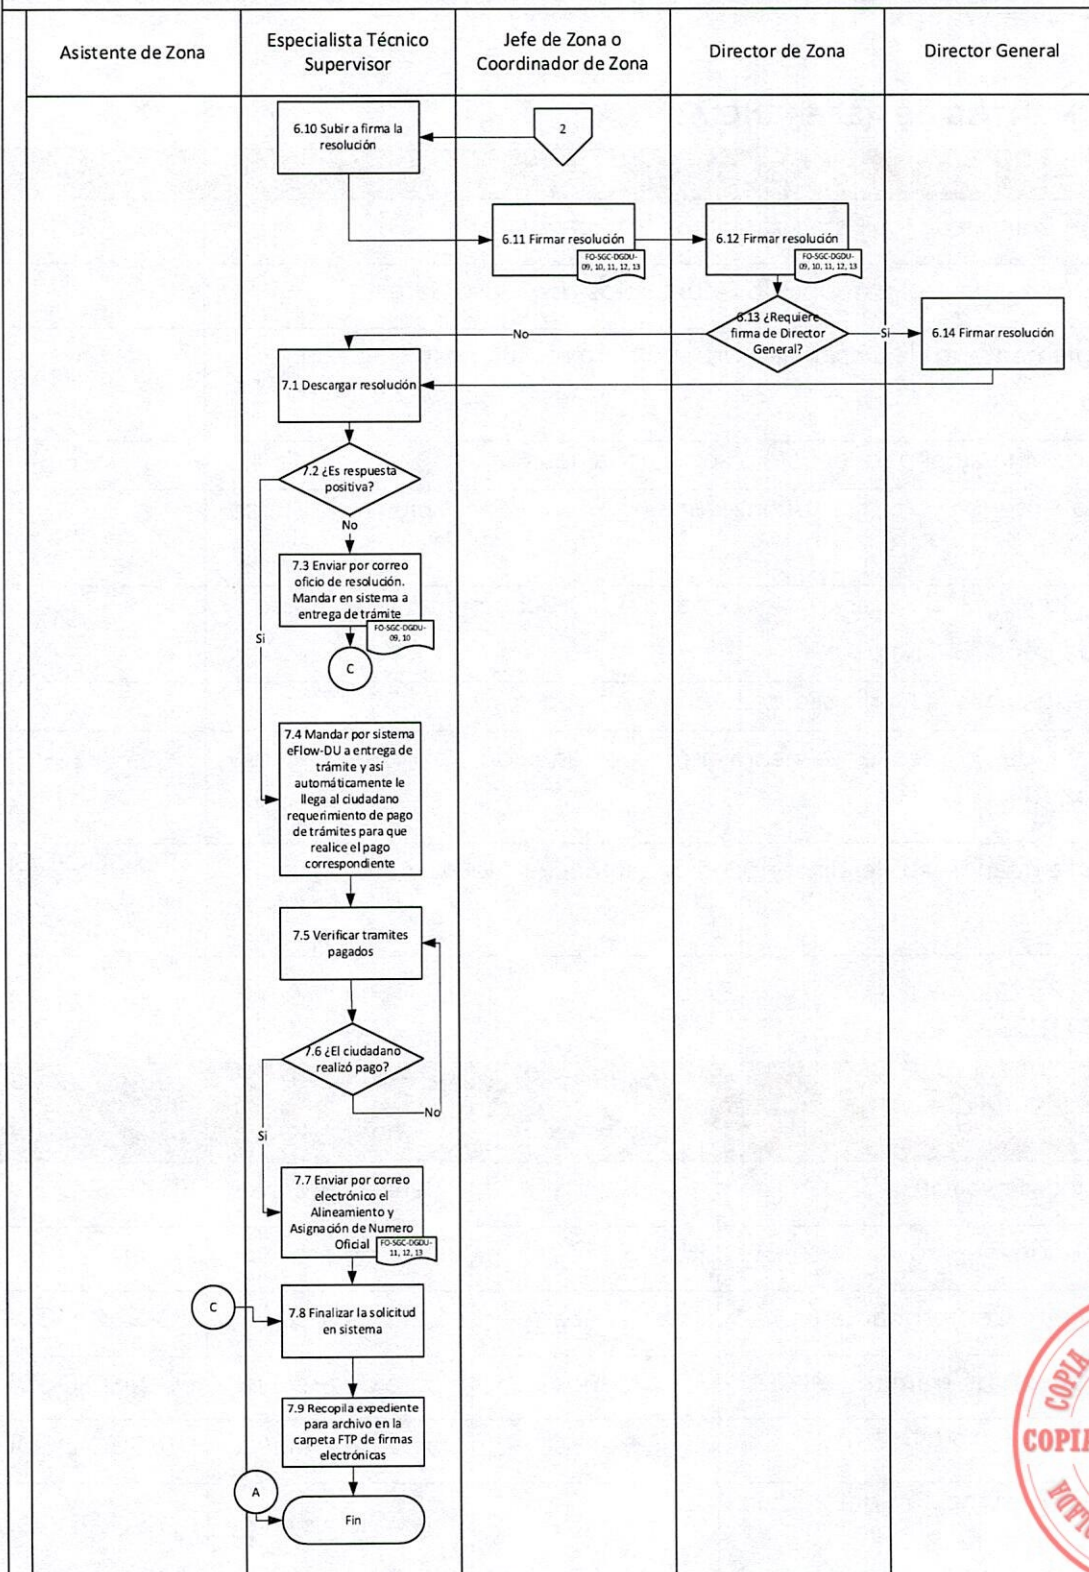 Asistente de Zona
Especialista Técnico
Supervisor
Jefe de Zona o
Coordinador de Zona
Director de Zona
Director General
6.10 Subir a firma la
resolución
2
6.11 Firmar resolución
FO-SGC-DGDU-
09, 10, 11, 12, 13
6.12 Firmar resolución
FO-SGC-DGDU-
09, 10, 11, 12, 13
6.13 ¿Requiere
firma de Director
General?
No
Si
6.14 Firmar resolución
7.1 Descargar resolución
7.2 ¿Es respuesta
positiva?
No
Si
7.3 Enviar por correo
oficio de resolución.
Mandar en sistema a
entrega de trámite
FO-SGC-DGDU-
09, 10
C
7.4 Mandar por sistema
eFlow-DU a entrega de
trámite y así
automáticamente le
llega al ciudadano
requerimiento de pago
de trámites para que
realice el pago
correspondiente
7.5 Verificar tramites
pagados
7.6 ¿El ciudadano
realizó pago?
No
Si
7.7 Enviar por correo
electrónico el
Alineamiento y
Asignación de Numero
Oficial
FO-SGC-DGDU-
11, 12, 13
C
7.8 Finalizar la solicitud
en sistema
7.9 Recopila expediente
para archivo en la
carpeta FTP de firmas
electrónicas
A
Fin
COPIA
COPI